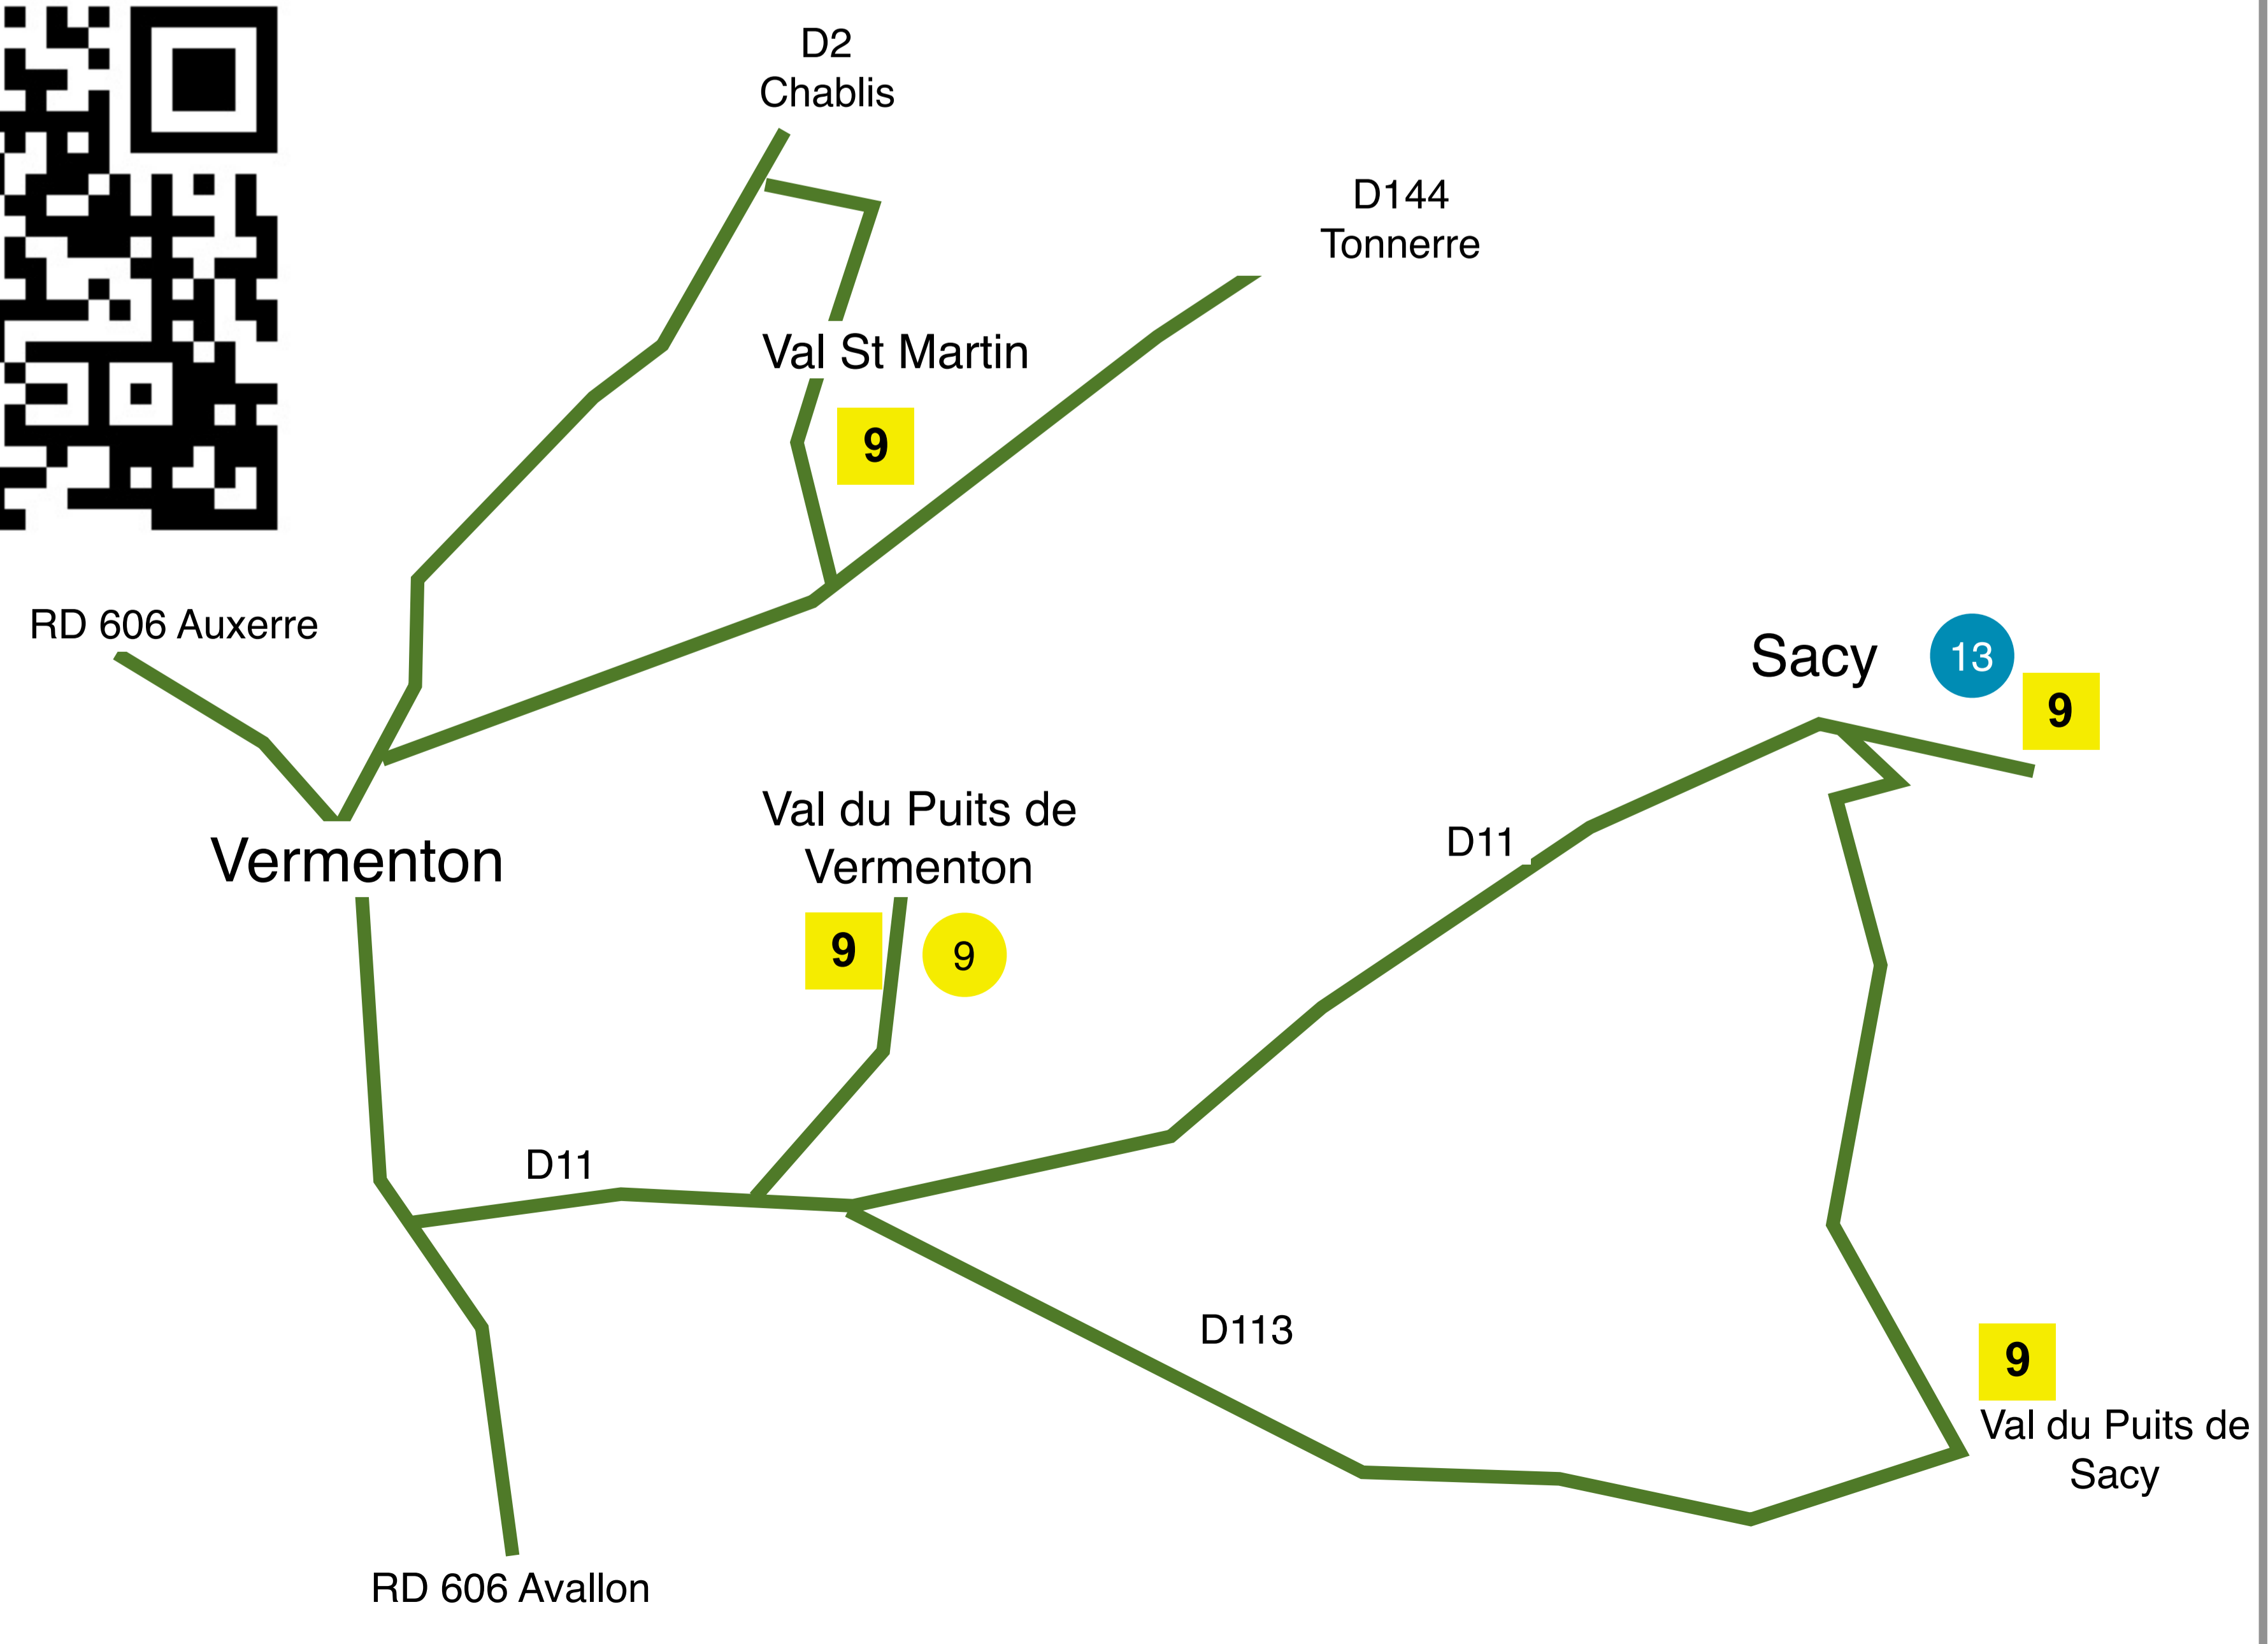 D2
Chablis
D144
Tonnerre
Val St Martin
9
RD 606 Auxerre
Sacy
13
9
Val du Puits de
Vermenton
D11
Vermenton
9
9
D11
D113
9
Val du Puits de
Sacy
RD 606 Avallon